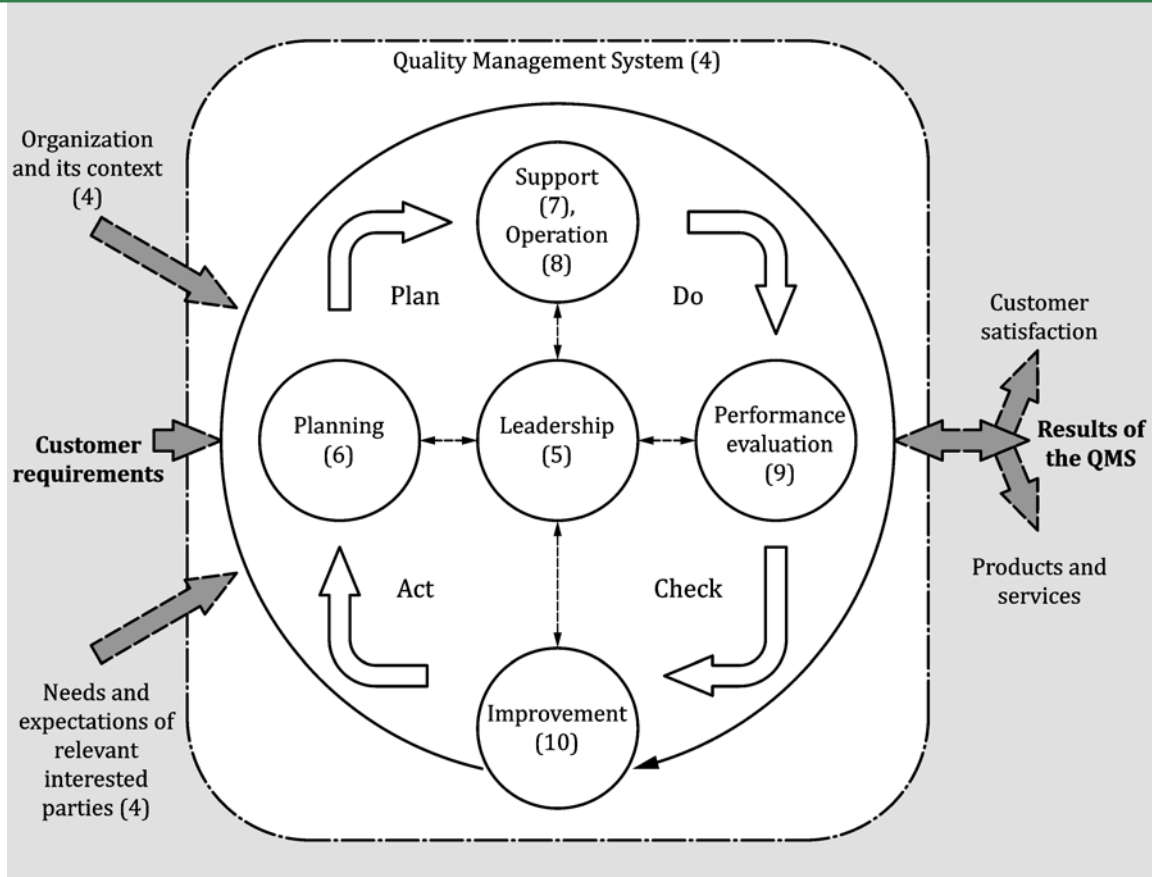 Quality Management System (4)
Organization
and its context
(4)
Support
(7),
Operation
(8)
Plan
Do
Customer
satisfaction
Customer
requirements
Planning
(6)
Leadership
(5)
Performance
evaluation
(9)
Results of
the QMS
Act
Check
Products and
services
Needs and
expectations of
relevant
interested
parties (4)
Improvement
(10)